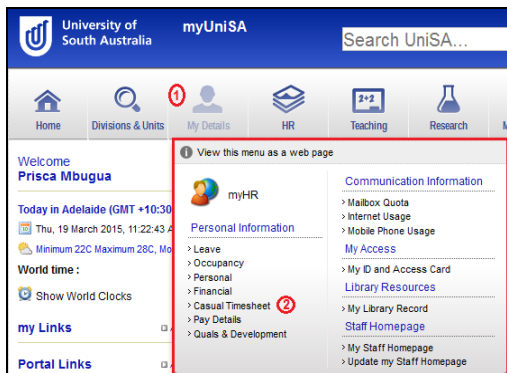 University of
South Australia
myUniSA
Search UniSA...
1
2+2
Home
Divisions & Units
My Details
HR
Teaching
Research
Welcome
Prisca Mbugua
Today in Adelaide (GMT +10:30
Thu, 19 March 2015, 11:22:43 A
Minimum 22C Maximum 28C, Mo
World time :
Show World Clocks
my Links
Portal Links
View this menu as a web page
myHR
Personal Information
› Leave
› Occupancy
› Personal
› Financial
› Casual Timesheet 2
› Pay Details
› Quals & Development
Communication Information
› Mailbox Quota
› Internet Usage
› Mobile Phone Usage
My Access
› My ID and Access Card
Library Resources
› My Library Record
Staff Homepage
› My Staff Homepage
› Update my Staff Homepage